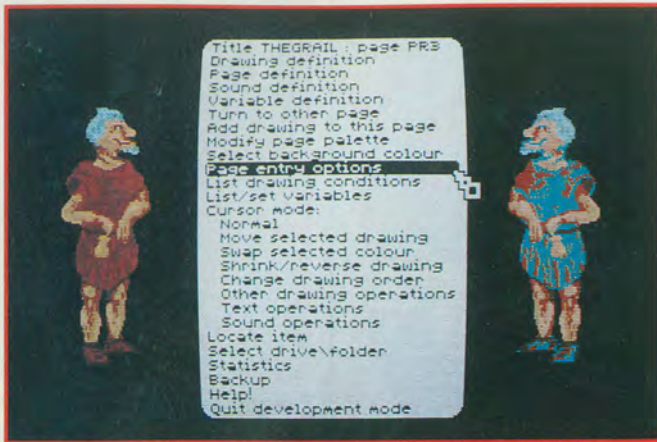 Title THEGRAIL : page PR3
Drawing definition
Page definition
Sound definition
Variable definition
Turn to other page
Add drawing to this page
Modify page palette
Select background colour
Page entry options
List drawing conditions
List/set variables
Cursor mode:
Normal
Move selected drawing
Swap selected colour
Shrink/reverse drawing
Change drawing order
Other drawing operations
Text operations
Sound operations
Locate item
Select drive\folder
Statistics
Backup
Help!
Quit development mode